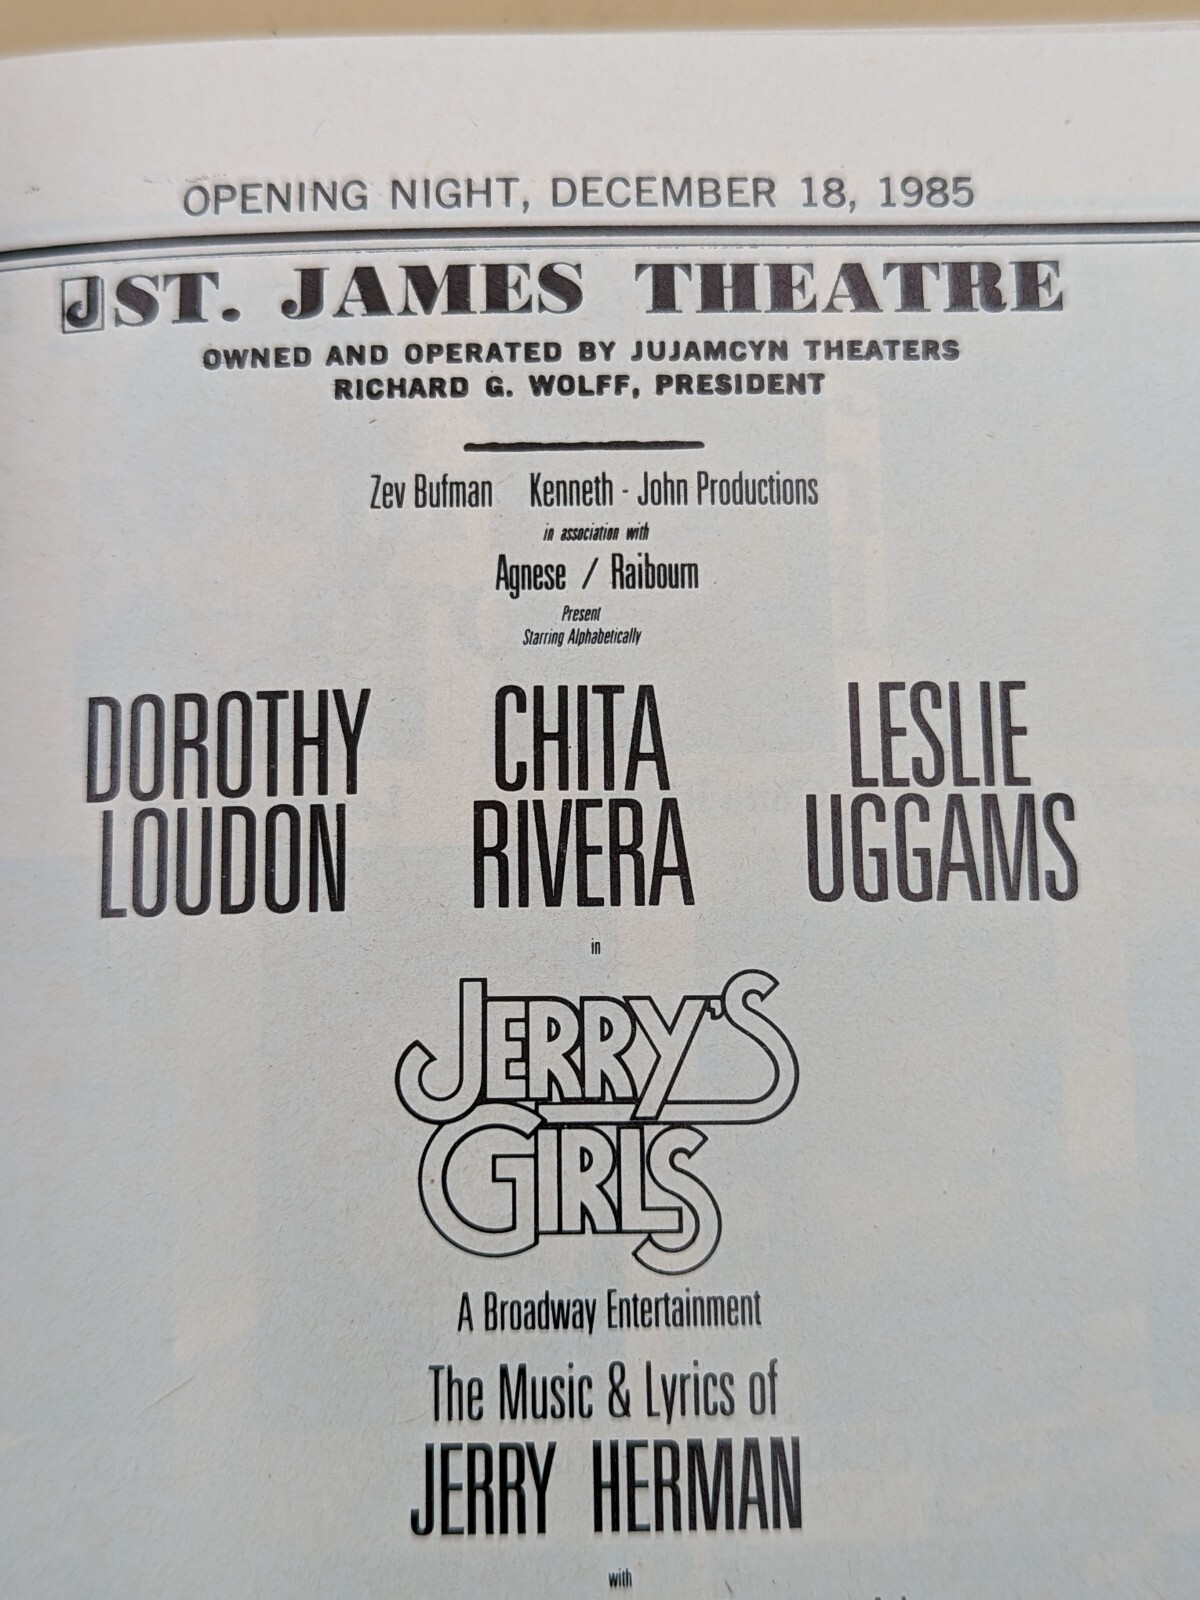 OPENING NIGHT, DECEMBER 18, 1985
J ST. JAMES THEATRE
OWNED AND OPERATED BY JUJAMCYN THEATERS
RICHARD G. WOLFF, PRESIDENT
Zev Bufman Kenneth - John Productions
in association with
Agnese / Raibourn
Present
Starring Alphabetically
DOROTHY CHITA LESLIE
LOUDON RIVERA UGGAMS
in
JERRY'S
GIRLS
A Broadway Entertainment
The Music & Lyrics of
JERRY HERMAN
with